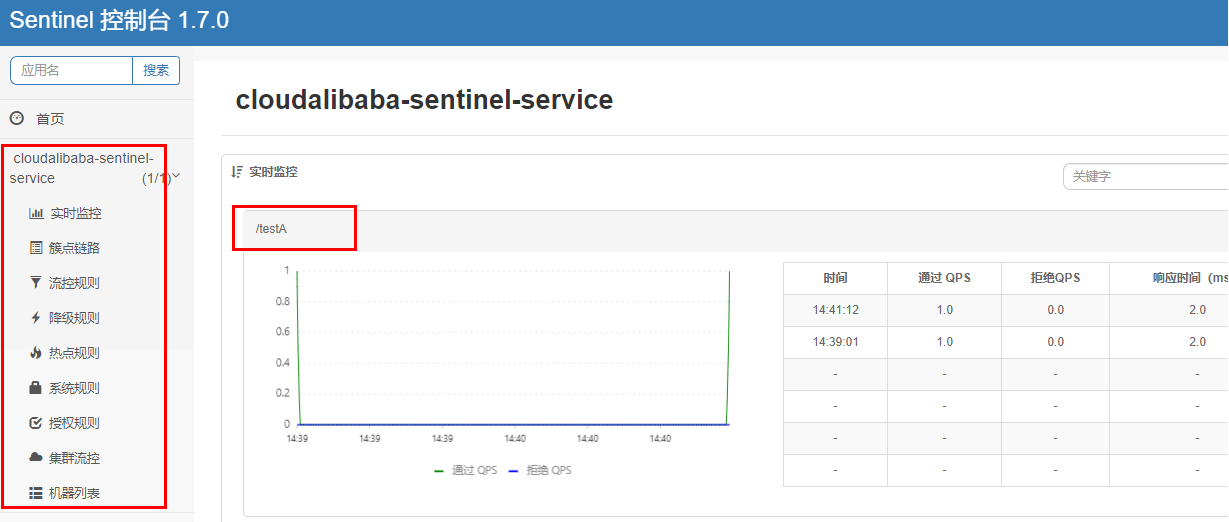 Sentinel 控制台 1.7.0
应用名 搜索
首页
cloudalibaba-sentinel-
service (1/1)
实时监控
簇点链路
流控规则
降级规则
热点规则
系统规则
授权规则
集群流控
机器列表
cloudalibaba-sentinel-service
实时监控 关键字
/testA
1
0.8
0.6
0.4
0.2
0
14:39 14:39 14:39 14:40 14:40 14:40
通过 QPS 拒绝 QPS
时间 通过 QPS 拒绝QPS 响应时间（ms
14:41:12 1.0 0.0 2.0
14:39:01 1.0 0.0 2.0
- - - -
- - - -
- - - -
- - - -